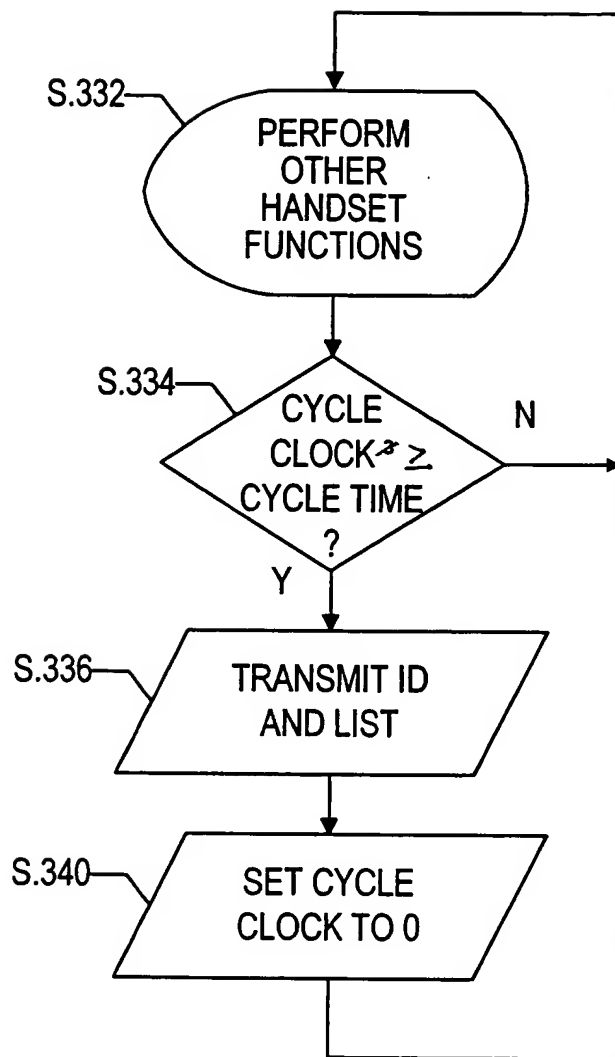 S.332
PERFORM
OTHER
HANDSET
FUNCTIONS
S.334
CYCLE
CLOCK ≥
CYCLE TIME
?
N
Y
S.336
TRANSMIT ID
AND LIST
S.340
SET CYCLE
CLOCK TO 0